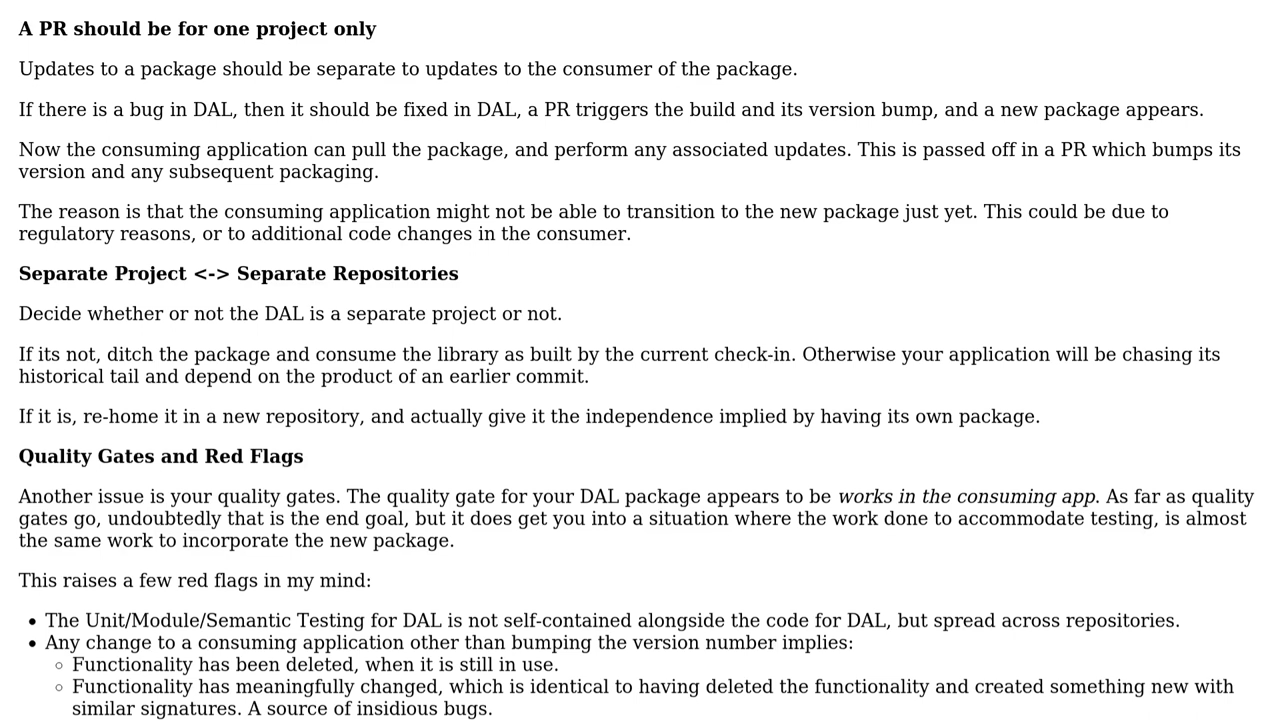 A PR should be for one project only
Updates to a package should be separate to updates to the consumer of the package.
If there is a bug in DAL, then it should be fixed in DAL, a PR triggers the build and its version bump, and a new package appears.
Now the consuming application can pull the package, and perform any associated updates. This is passed off in a PR which bumps its
version and any subsequent packaging.
The reason is that the consuming application might not be able to transition to the new package just yet. This could be due to
regulatory reasons, or to additional code changes in the consumer.
Separate Project <-> Separate Repositories
Decide whether or not the DAL is a separate project or not.
If its not, ditch the package and consume the library as built by the current check-in. Otherwise your application will be chasing its
historical tail and depend on the product of an earlier commit.
If it is, re-home it in a new repository, and actually give it the independence implied by having its own package.
Quality Gates and Red Flags
Another issue is your quality gates. The quality gate for your DAL package appears to be works in the consuming app. As far as quality
gates go, undoubtedly that is the end goal, but it does get you into a situation where the work done to accommodate testing, is almost
the same work to incorporate the new package.
This raises a few red flags in my mind:
• The Unit/Module/Semantic Testing for DAL is not self-contained alongside the code for DAL, but spread across repositories.
• Any change to a consuming application other than bumping the version number implies:
◦ Functionality has been deleted, when it is still in use.
◦ Functionality has meaningfully changed, which is identical to having deleted the functionality and created something new with
similar signatures. A source of insidious bugs.